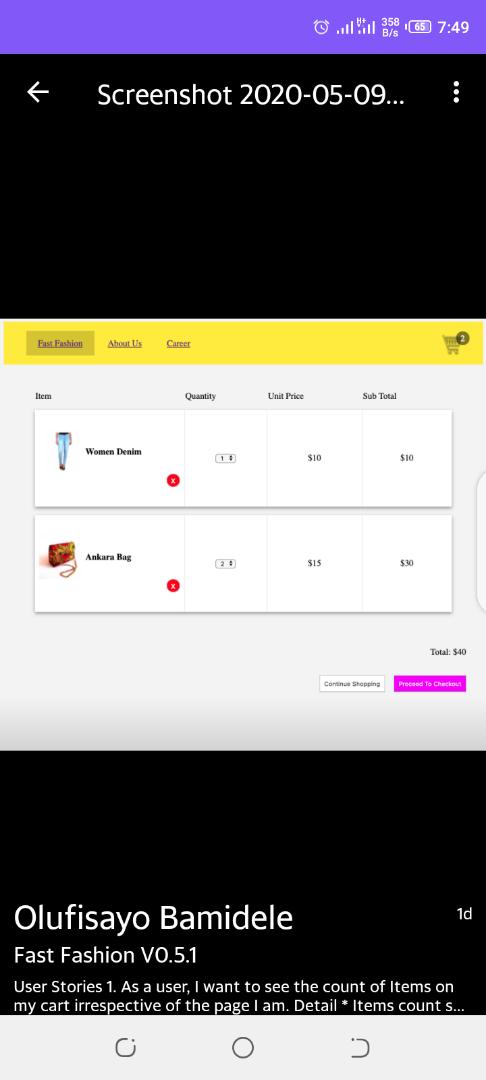 H+ 358 B/s 65 7:49
Screenshot 2020-05-09...
Fast Fashion About Us Career 2
Item Quantity Unit Price Sub Total
Women Denim 1 $10 $10
x
Ankara Bag 2 $15 $30
x
Total: $40
Continue Shopping Proceed To Checkout
Olufisayo Bamidele 1d
Fast Fashion V0.5.1
User Stories 1. As a user, I want to see the count of Items on
my cart irrespective of the page I am. Detail * Items count s...